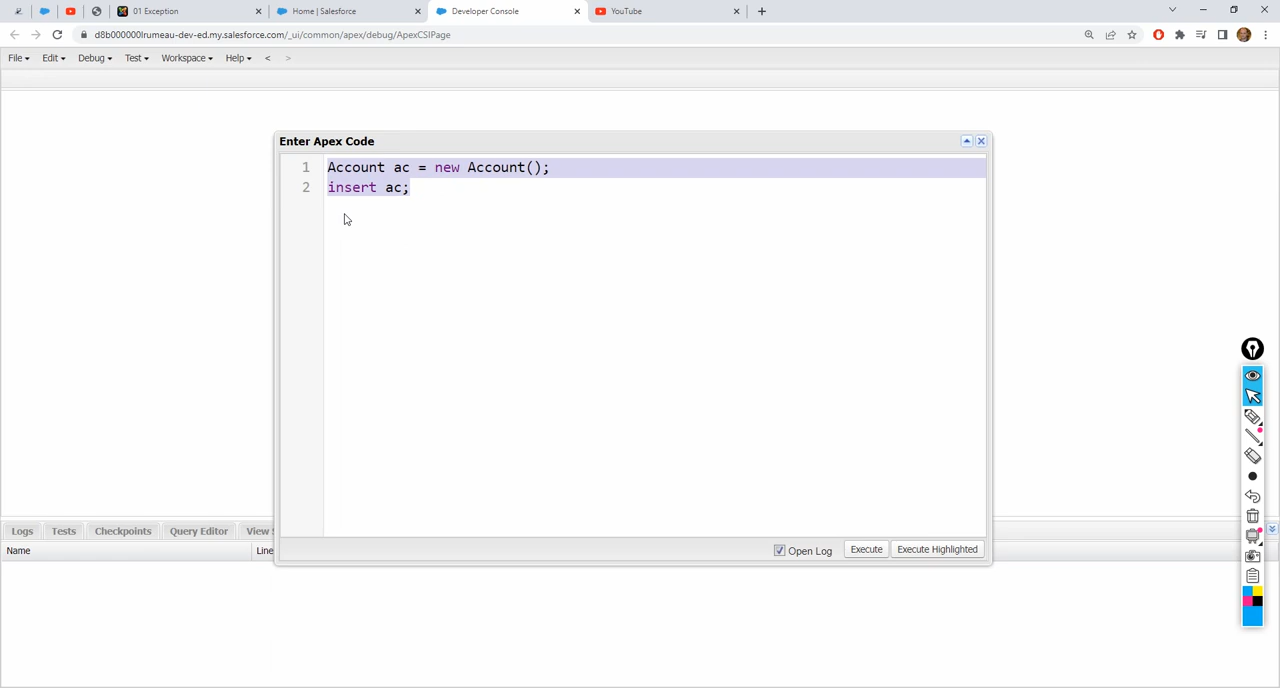 01 Exception
Home | Salesforce
Developer Console
YouTube
d8b000000lrumeau-dev-ed.my.salesforce.com/_ui/common/apex/debug/ApexCSIPage
File Edit Debug Test Workspace Help < >
Enter Apex Code
1 Account ac = new Account();
2 insert ac;
Open Log Execute Execute Highlighted
Logs Tests Checkpoints Query Editor View S
Name Line